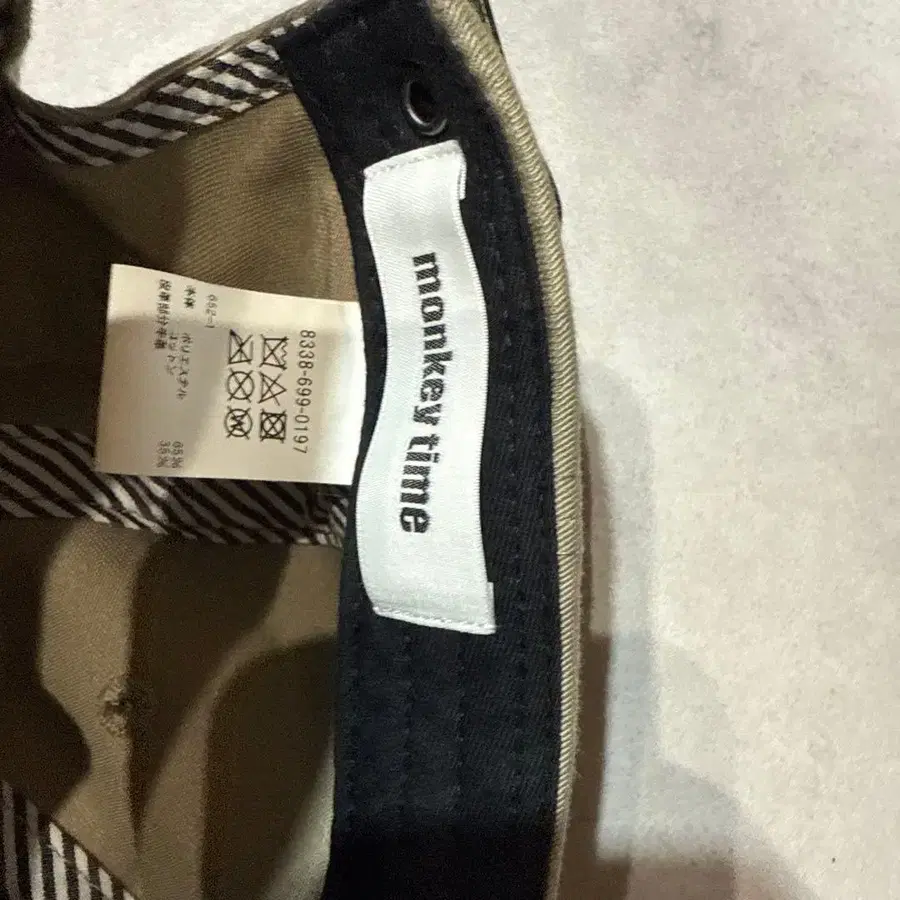 monkey time
8338-699-0197
652-1
本体 ポリエステル 65%
コットン 35%